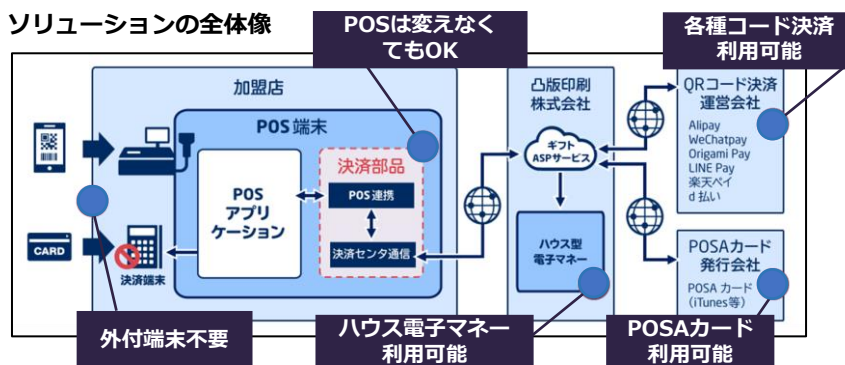 ソリューションの全体像
POSは変えなく
てもOK
各種コード決済
利用可能
加盟店
POS 端末
POS
アプリ
ケーション
決済部品
POS 連携
決済センタ通信
CARD
決済端末
凸版印刷
株式会社
ギフト
ASPサービス
ハウス型
電子マネー
QRコード決済
運営会社
Alipay
WeChatpay
Origami Pay
LINE Pay
楽天ペイ
d 払い
POSAカード
発行会社
POSA カード
(iTunes等)
外付端末不要
ハウス電子マネー
利用可能
POSAカード
利用可能